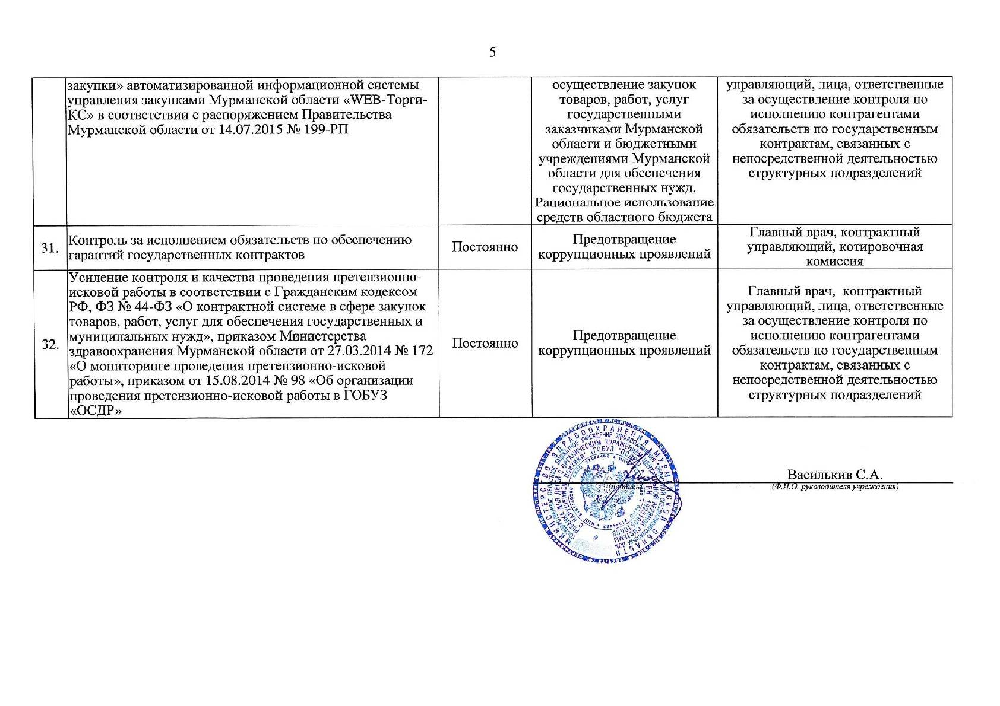 5
закупки» автоматизированной информационной системы
управления закупками Мурманской области «WEB-Торги-
КС» в соответствии с распоряжением Правительства
Мурманской области от 14.07.2015 № 199-РП
осуществление закупок
товаров, работ, услуг
государственными
заказчиками Мурманской
области и бюджетными
учреждениями Мурманской
области для обеспечения
государственных нужд.
Рациональное использование
средств областного бюджета
управляющий, лица, ответственные
за осуществление контроля по
исполнению контрагентами
обязательств по государственным
контрактам, связанных с
непосредственной деятельностью
структурных подразделений
31.
Контроль за исполнением обязательств по обеспечению
гарантий государственных контрактов
Постоянно
Предотвращение
коррупционных проявлений
Главный врач, контрактный
управляющий, котировочная
комиссия
32.
Усиление контроля и качества проведения претензионно-
исковой работы в соответствии с Гражданским кодексом
РФ, ФЗ № 44-ФЗ «О контрактной системе в сфере закупок
товаров, работ, услуг для обеспечения государственных и
муниципальных нужд», приказом Министерства
здравоохранения Мурманской области от 27.03.2014 № 172
«О мониторинге проведения претензионно-исковой
работы», приказом от 15.08.2014 № 98 «Об организации
проведения претензионно-исковой работы в ГОБУЗ
«ОСДР»
Постоянно
Предотвращение
коррупционных проявлений
Главный врач, контрактный
управляющий, лица, ответственные
за осуществление контроля по
исполнению контрагентами
обязательств по государственным
контрактам, связанных с
непосредственной деятельностью
структурных подразделений
МИНИСТЕРСТВО ЗДРАВООХРАНЕНИЯ МУРМАНСКОЙ ОБЛАСТИ
Василькив С.А.
(Ф.И.О. руководителя учреждения)